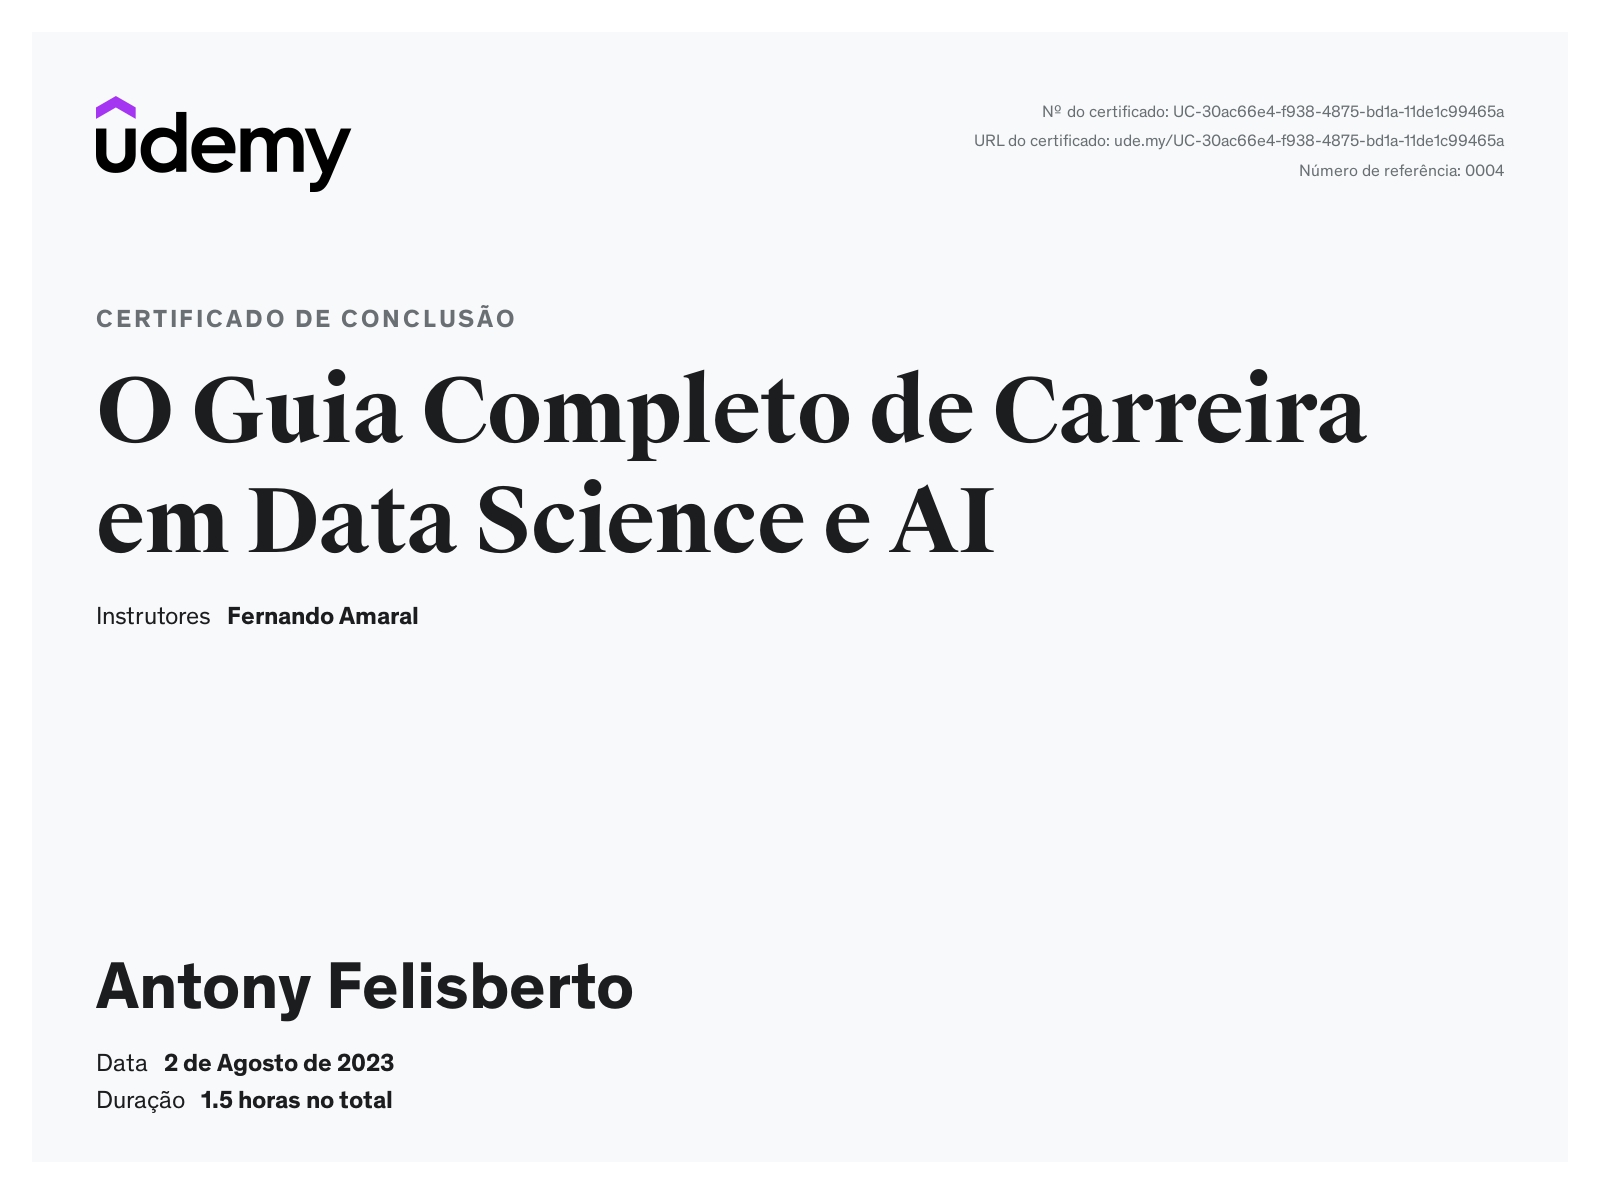 udemy
Nº do certificado: UC-30ac66e4-f938-4875-bd1a-11de1c99465a
URL do certificado: ude.my/UC-30ac66e4-f938-4875-bd1a-11de1c99465a
Número de referência: 0004
CERTIFICADO DE CONCLUSÃO
O Guia Completo de Carreira
em Data Science e AI
Instrutores Fernando Amaral
Antony Felisberto
Data 2 de Agosto de 2023
Duração 1.5 horas no total